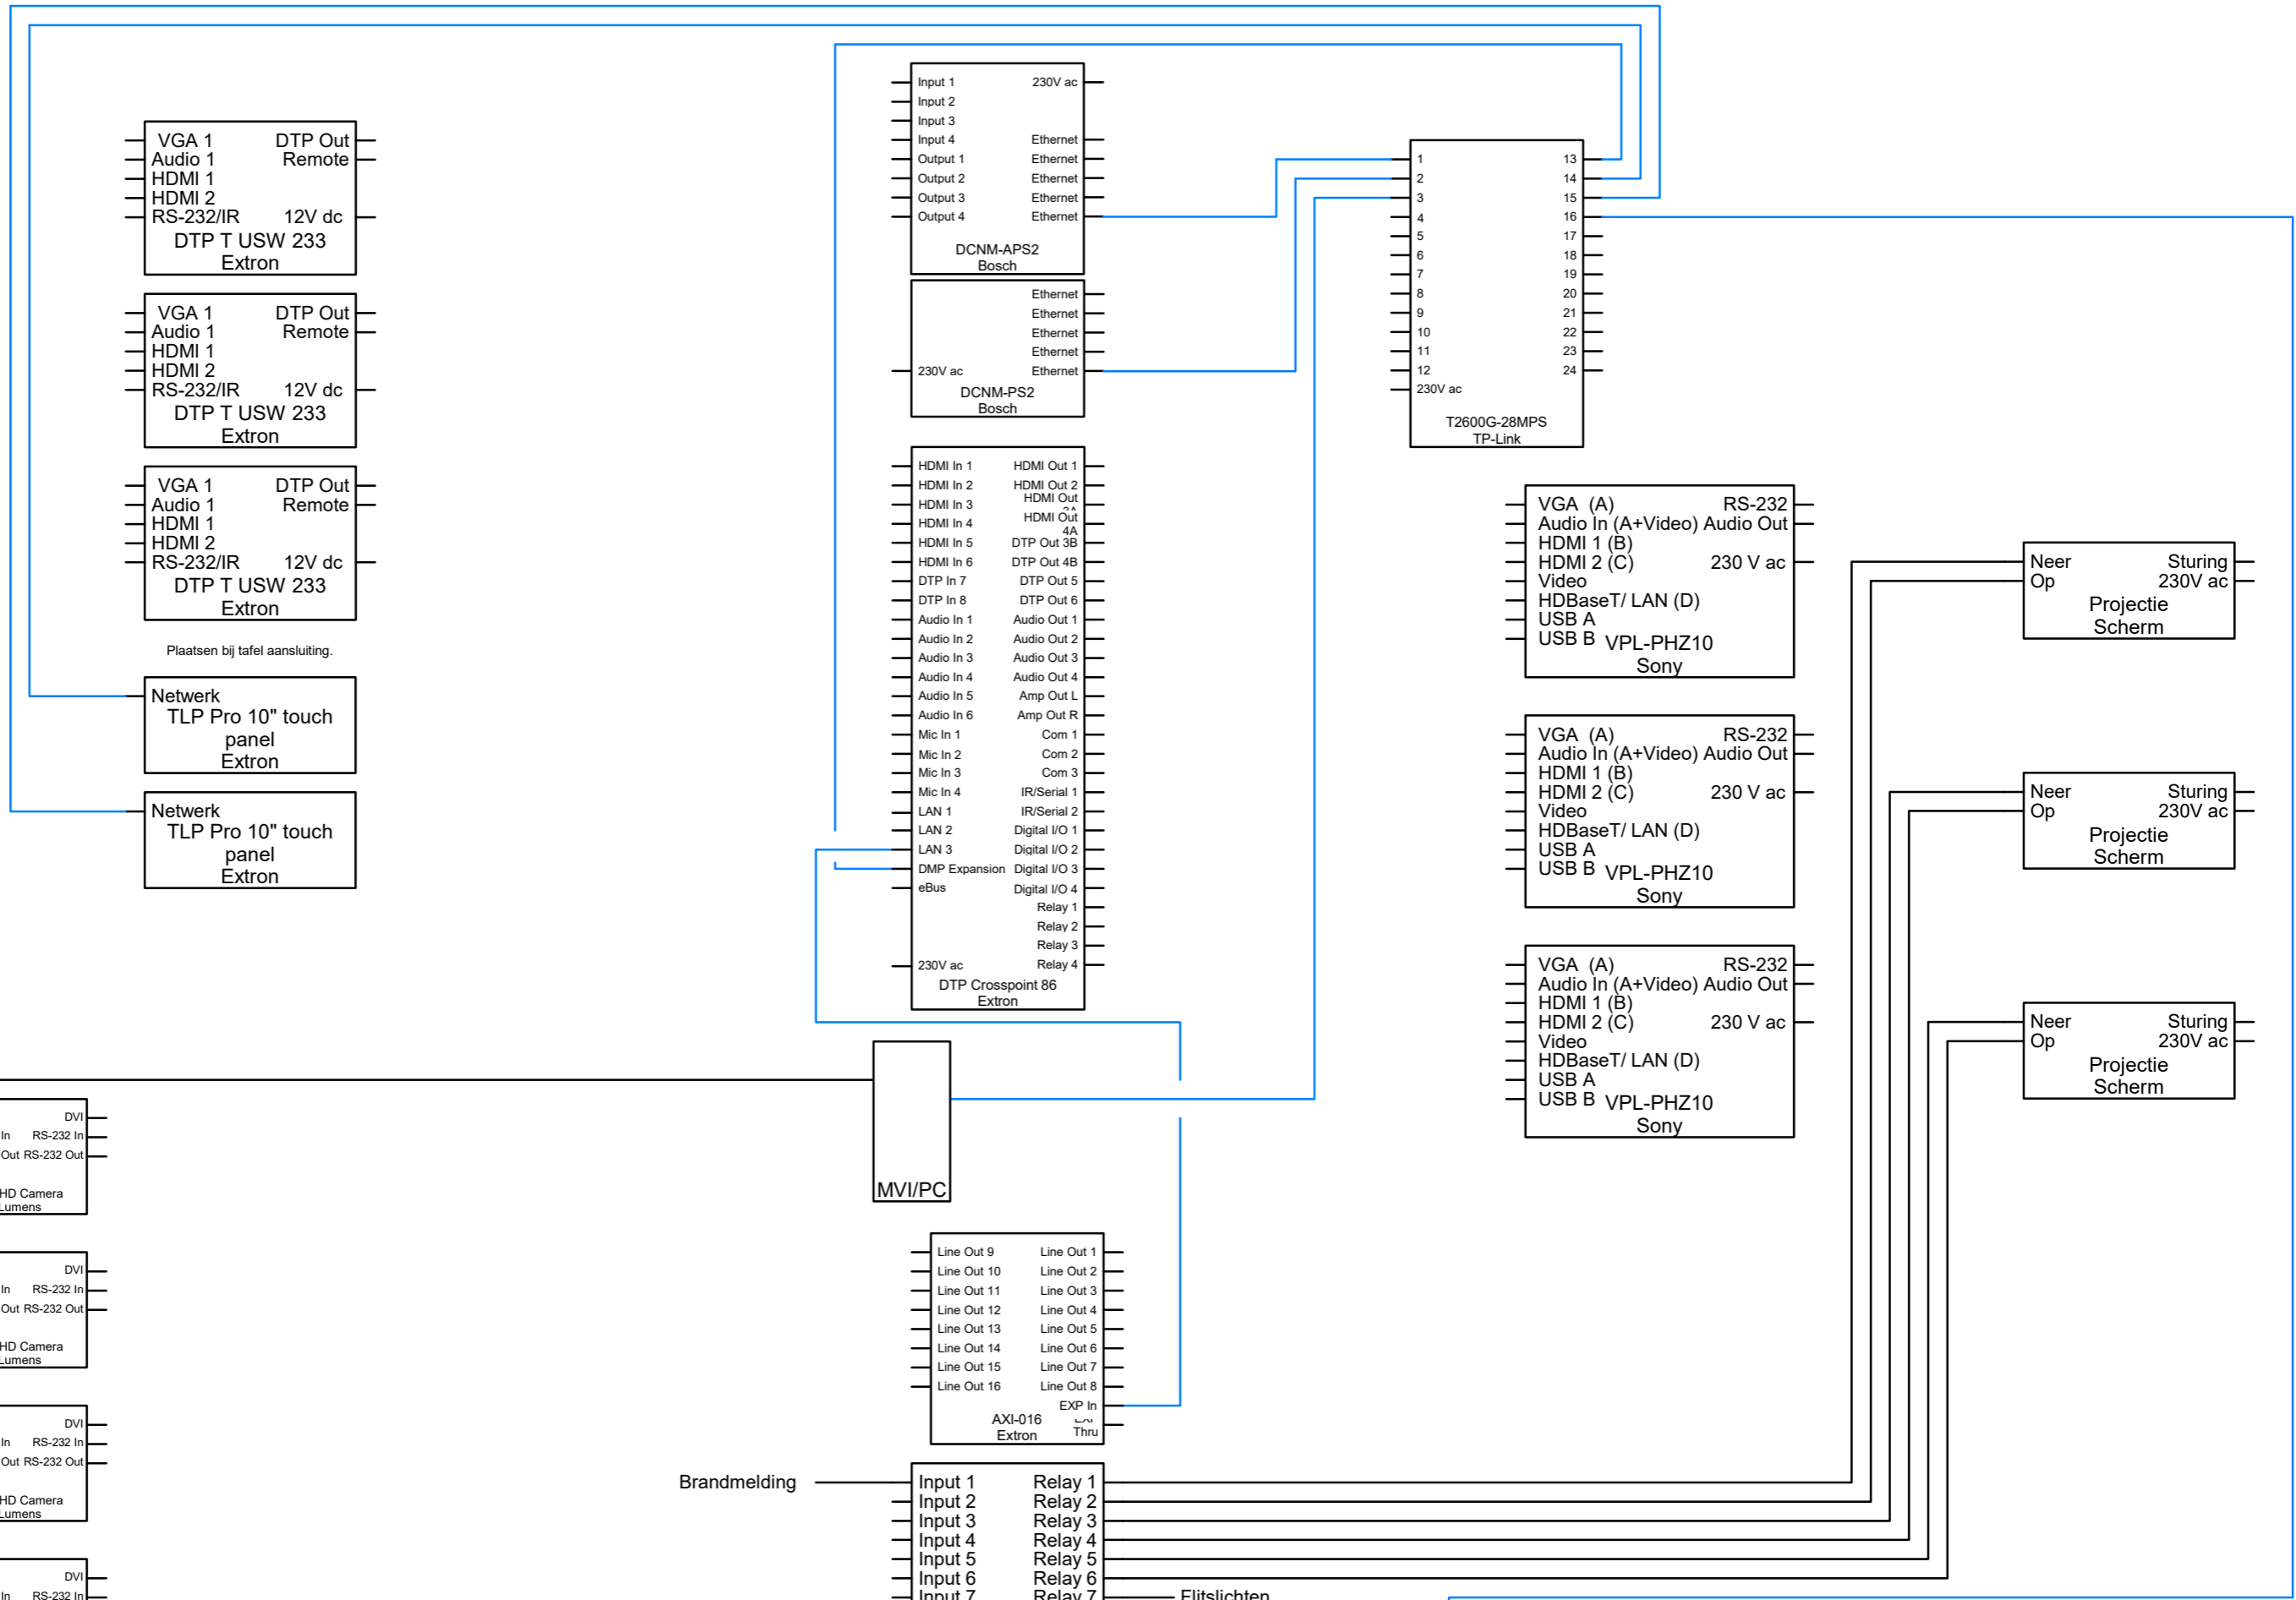 VGA 1 DTP Out
Audio 1 Remote
HDMI 1
HDMI 2
RS-232/IR 12V dc
DTP T USW 233
Extron
VGA 1 DTP Out
Audio 1 Remote
HDMI 1
HDMI 2
RS-232/IR 12V dc
DTP T USW 233
Extron
VGA 1 DTP Out
Audio 1 Remote
HDMI 1
HDMI 2
RS-232/IR 12V dc
DTP T USW 233
Extron
Plaatsen bij tafel aansluiting.
Netwerk
TLP Pro 10" touch
panel
Extron
Netwerk
TLP Pro 10" touch
panel
Extron
DVI
In RS-232 In
Out RS-232 Out
HD Camera
Lumens
DVI
In RS-232 In
Out RS-232 Out
HD Camera
Lumens
DVI
In RS-232 In
Out RS-232 Out
HD Camera
Lumens
DVI
In RS-232 In
Input 1 230V ac
Input 2
Input 3
Input 4 Ethernet
Output 1 Ethernet
Output 2 Ethernet
Output 3 Ethernet
Output 4 Ethernet
DCNM-APS2
Bosch
Ethernet
Ethernet
Ethernet
Ethernet
230V ac Ethernet
DCNM-PS2
Bosch
HDMI In 1 HDMI Out 1
HDMI In 2 HDMI Out 2
HDMI In 3 HDMI Out
HDMI In 4 HDMI Out
4A
HDMI In 5 DTP Out 3B
HDMI In 6 DTP Out 4B
DTP In 7 DTP Out 5
DTP In 8 DTP Out 6
Audio In 1 Audio Out 1
Audio In 2 Audio Out 2
Audio In 3 Audio Out 3
Audio In 4 Audio Out 4
Audio In 5 Amp Out L
Audio In 6 Amp Out R
Mic In 1 Com 1
Mic In 2 Com 2
Mic In 3 Com 3
Mic In 4 IR/Serial 1
LAN 1 IR/Serial 2
LAN 2 Digital I/O 1
LAN 3 Digital I/O 2
DMP Expansion Digital I/O 3
eBus Digital I/O 4
Relay 1
Relay 2
Relay 3
230V ac Relay 4
DTP Crosspoint 86
Extron
MVI/PC
Line Out 9 Line Out 1
Line Out 10 Line Out 2
Line Out 11 Line Out 3
Line Out 12 Line Out 4
Line Out 13 Line Out 5
Line Out 14 Line Out 6
Line Out 15 Line Out 7
Line Out 16 Line Out 8
EXP In
AXI-016
Thru
Extron
Brandmelding
Input 1 Relay 1
Input 2 Relay 2
Input 3 Relay 3
Input 4 Relay 4
Input 5 Relay 5
Input 6 Relay 6
Input 7 Relay 7
Flitslichten
1 13
2 14
3 15
4 16
5 17
6 18
7 19
8 20
9 21
10 22
11 23
12 24
230V ac
T2600G-28MPS
TP-Link
VGA (A) RS-232
Audio In (A+Video) Audio Out
HDMI 1 (B)
HDMI 2 (C) 230 V ac
Video
HDBaseT/ LAN (D)
USB A
USB B VPL-PHZ10
Sony
VGA (A) RS-232
Audio In (A+Video) Audio Out
HDMI 1 (B)
HDMI 2 (C) 230 V ac
Video
HDBaseT/ LAN (D)
USB A
USB B VPL-PHZ10
Sony
VGA (A) RS-232
Audio In (A+Video) Audio Out
HDMI 1 (B)
HDMI 2 (C) 230 V ac
Video
HDBaseT/ LAN (D)
USB A
USB B VPL-PHZ10
Sony
Neer Sturing
Op 230V ac
Projectie
Scherm
Neer Sturing
Op 230V ac
Projectie
Scherm
Neer Sturing
Op 230V ac
Projectie
Scherm